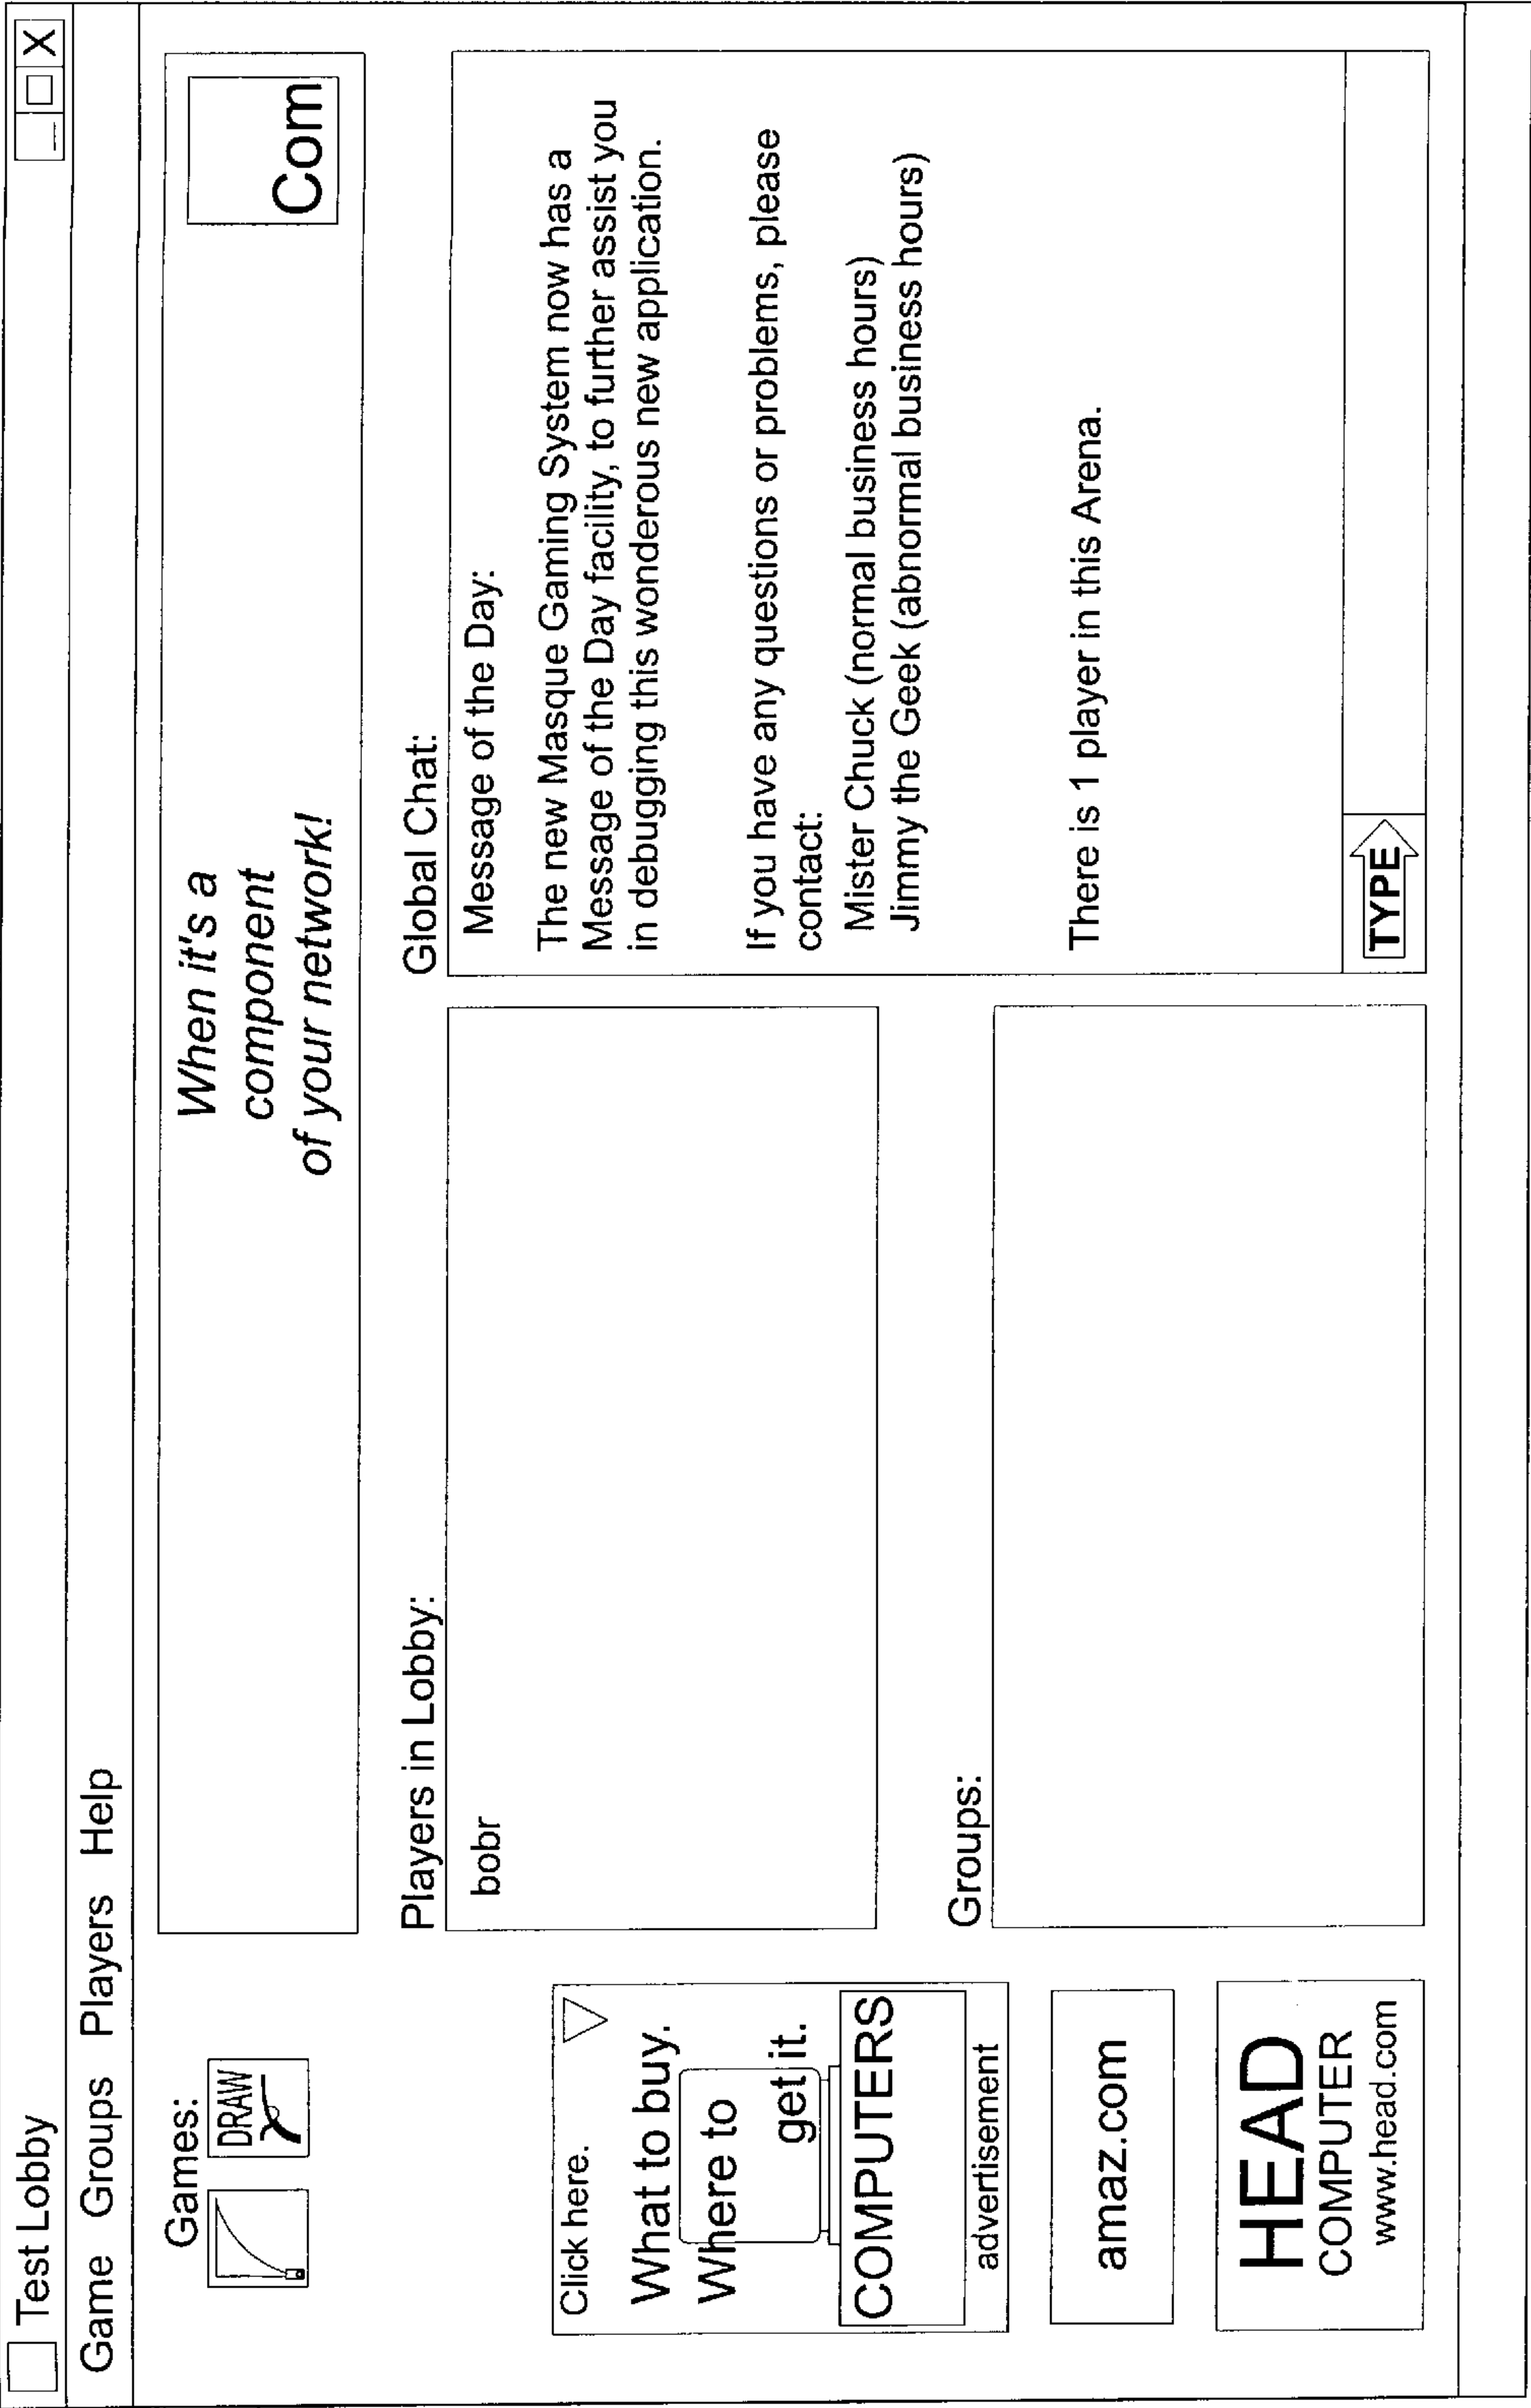 Test Lobby
_ □ X
Game Groups Players Help
Games:
DRAW
When it's a
component
of your network!
Com
Click here.
What to buy.
Where to
get it.
COMPUTERS
advertisement
amaz.com
HEAD
COMPUTER
www.head.com
Players in Lobby:
bobr
Groups:
Global Chat:
Message of the Day:
The new Masque Gaming System now has a
Message of the Day facility, to further assist you
in debugging this wonderous new application.
If you have any questions or problems, please
contact:
Mister Chuck (normal business hours)
Jimmy the Geek (abnormal business hours)
There is 1 player in this Arena.
TYPE